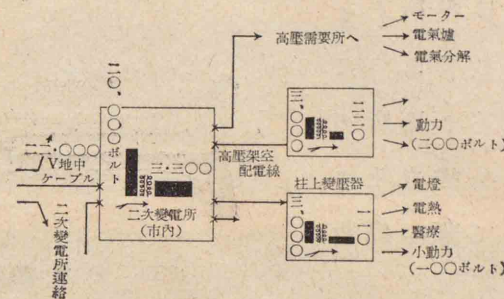 高壓需要所へ
モーター
電氣爐
電氣分解
二二・〇〇〇
V地中
ケーブル
二次變電所連絡
二〇・〇〇〇ボルト
三・三〇〇
二次變電所
(市內)
高壓架空
配電線
動力
(二〇〇ボルト)
柱上變壓器
電燈
電熱
醫療
小動力
(一〇〇ボルト)